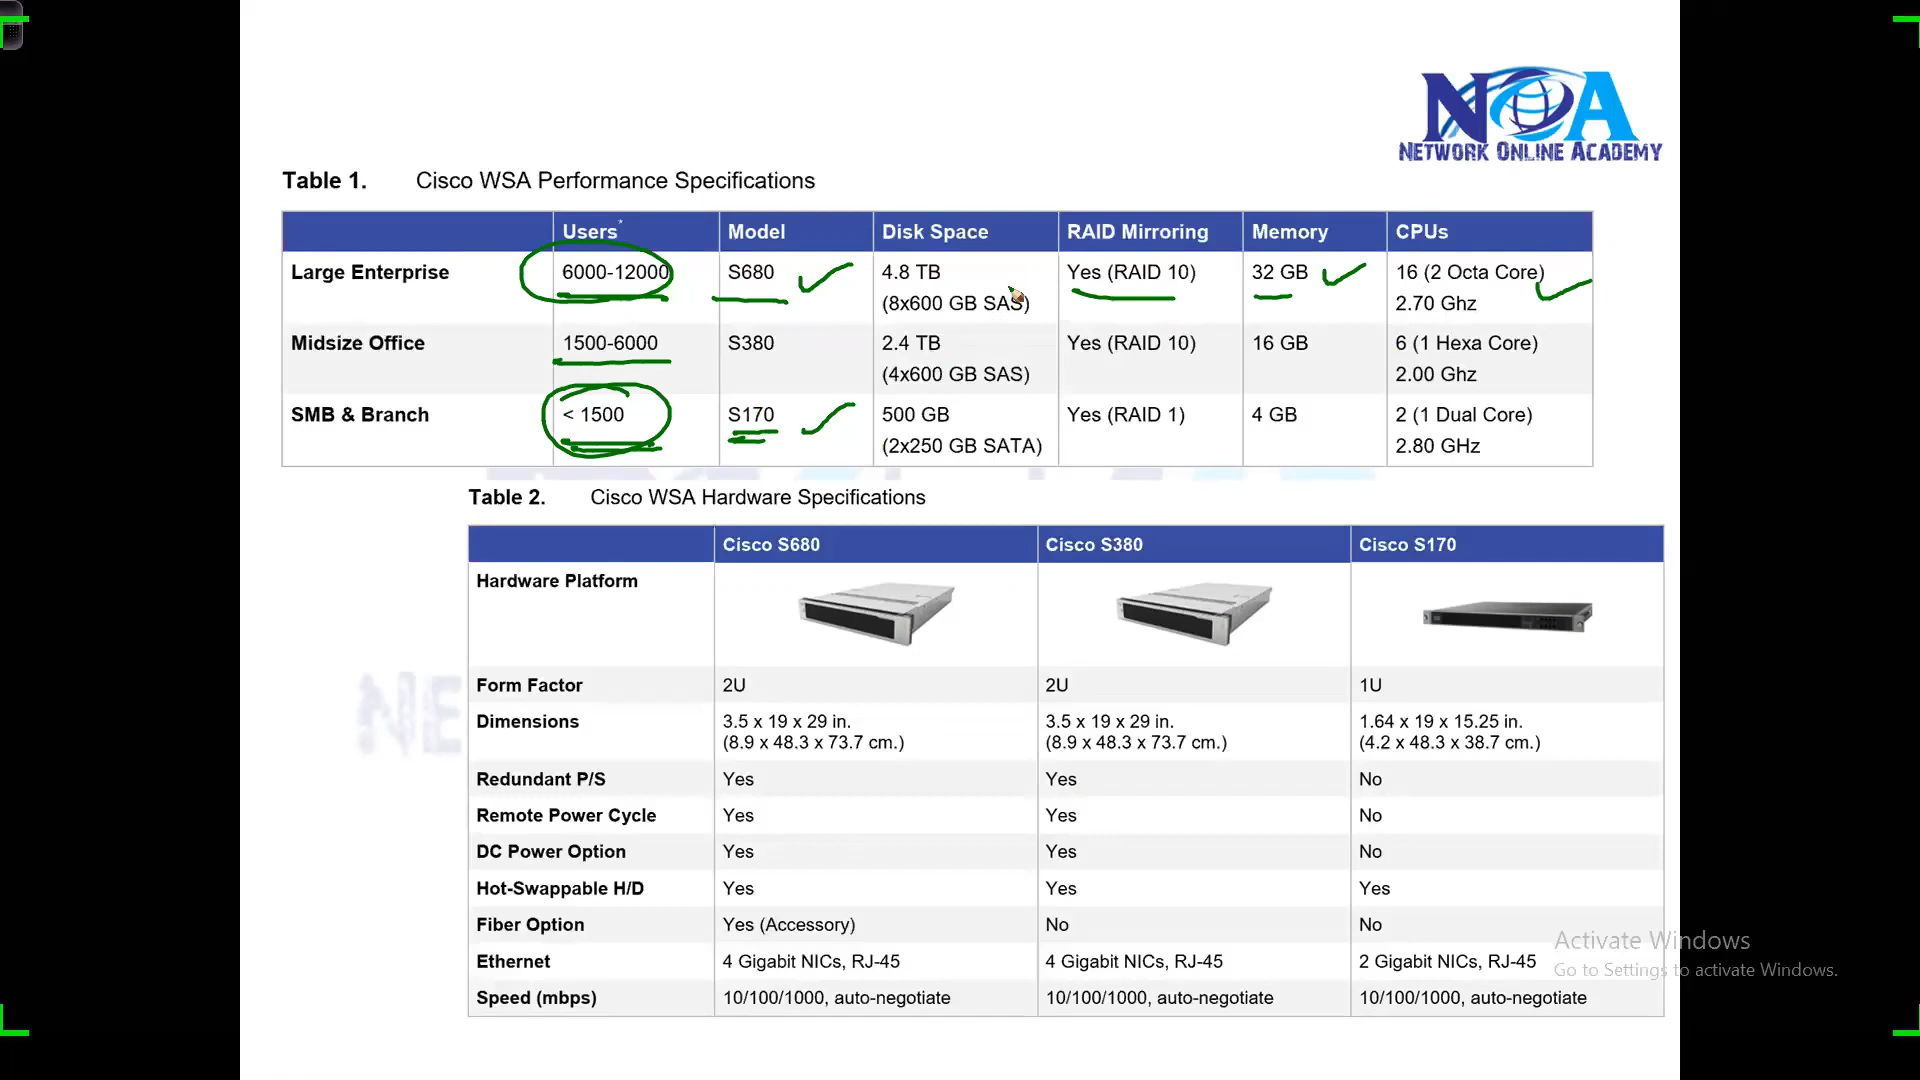 NOA
NETWORK ONLINE ACADEMY
Table 1. Cisco WSA Performance Specifications
Users* Model Disk Space RAID Mirroring Memory CPUs
Large Enterprise 6000-12000 S680 4.8 TB Yes (RAID 10) 32 GB 16 (2 Octa Core)
(8x600 GB SAS) 2.70 Ghz
Midsize Office 1500-6000 S380 2.4 TB Yes (RAID 10) 16 GB 6 (1 Hexa Core)
(4x600 GB SAS) 2.00 Ghz
SMB & Branch < 1500 S170 500 GB Yes (RAID 1) 4 GB 2 (1 Dual Core)
(2x250 GB SATA) 2.80 GHz
Table 2. Cisco WSA Hardware Specifications
Cisco S680 Cisco S380 Cisco S170
Hardware Platform
Form Factor 2U 2U 1U
Dimensions 3.5 x 19 x 29 in. 3.5 x 19 x 29 in. 1.64 x 19 x 15.25 in.
(8.9 x 48.3 x 73.7 cm.) (8.9 x 48.3 x 73.7 cm.) (4.2 x 48.3 x 38.7 cm.)
Redundant P/S Yes Yes No
Remote Power Cycle Yes Yes No
DC Power Option Yes Yes No
Hot-Swappable H/D Yes Yes Yes
Fiber Option Yes (Accessory) No No
Ethernet 4 Gigabit NICs, RJ-45 4 Gigabit NICs, RJ-45 2 Gigabit NICs, RJ-45
Speed (mbps) 10/100/1000, auto-negotiate 10/100/1000, auto-negotiate 10/100/1000, auto-negotiate
NE
Activate Windows
Go to Settings to activate Windows.